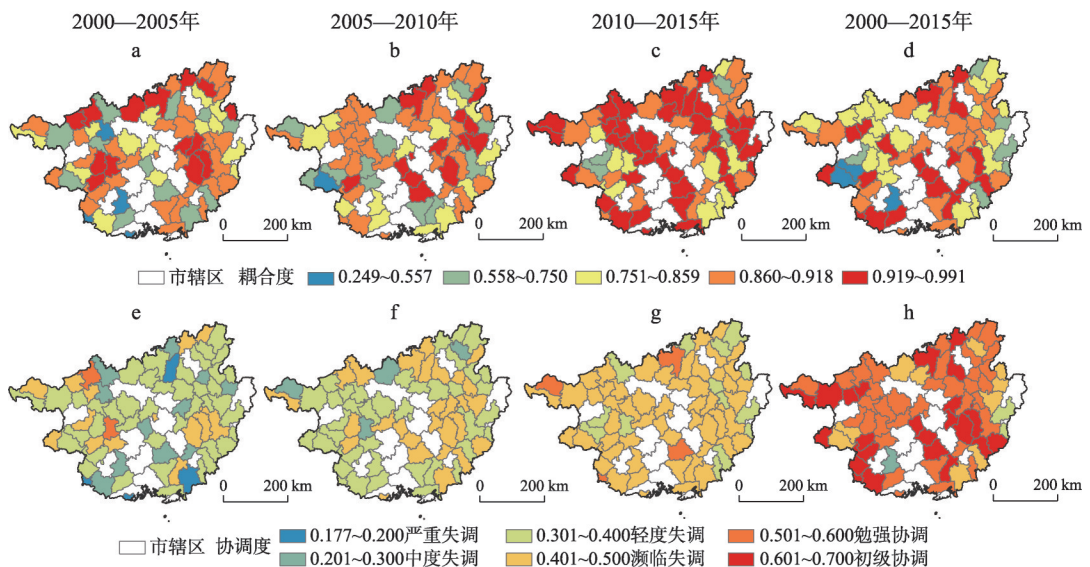 2000—2005年 2005—2010年 2010—2015年 2000—2015年
a b c d
0 200 km 0 200 km 0 200 km 0 200 km
市辖区 耦合度 0.249~0.557 0.558~0.750 0.751~0.859 0.860~0.918 0.919~0.991
e f g h
0 200 km 0 200 km 0 200 km 0 200 km
市辖区 协调度 0.177~0.200严重失调 0.301~0.400轻度失调 0.501~0.600勉强协调
0.201~0.300中度失调 0.401~0.500濒临失调 0.601~0.700初级协调